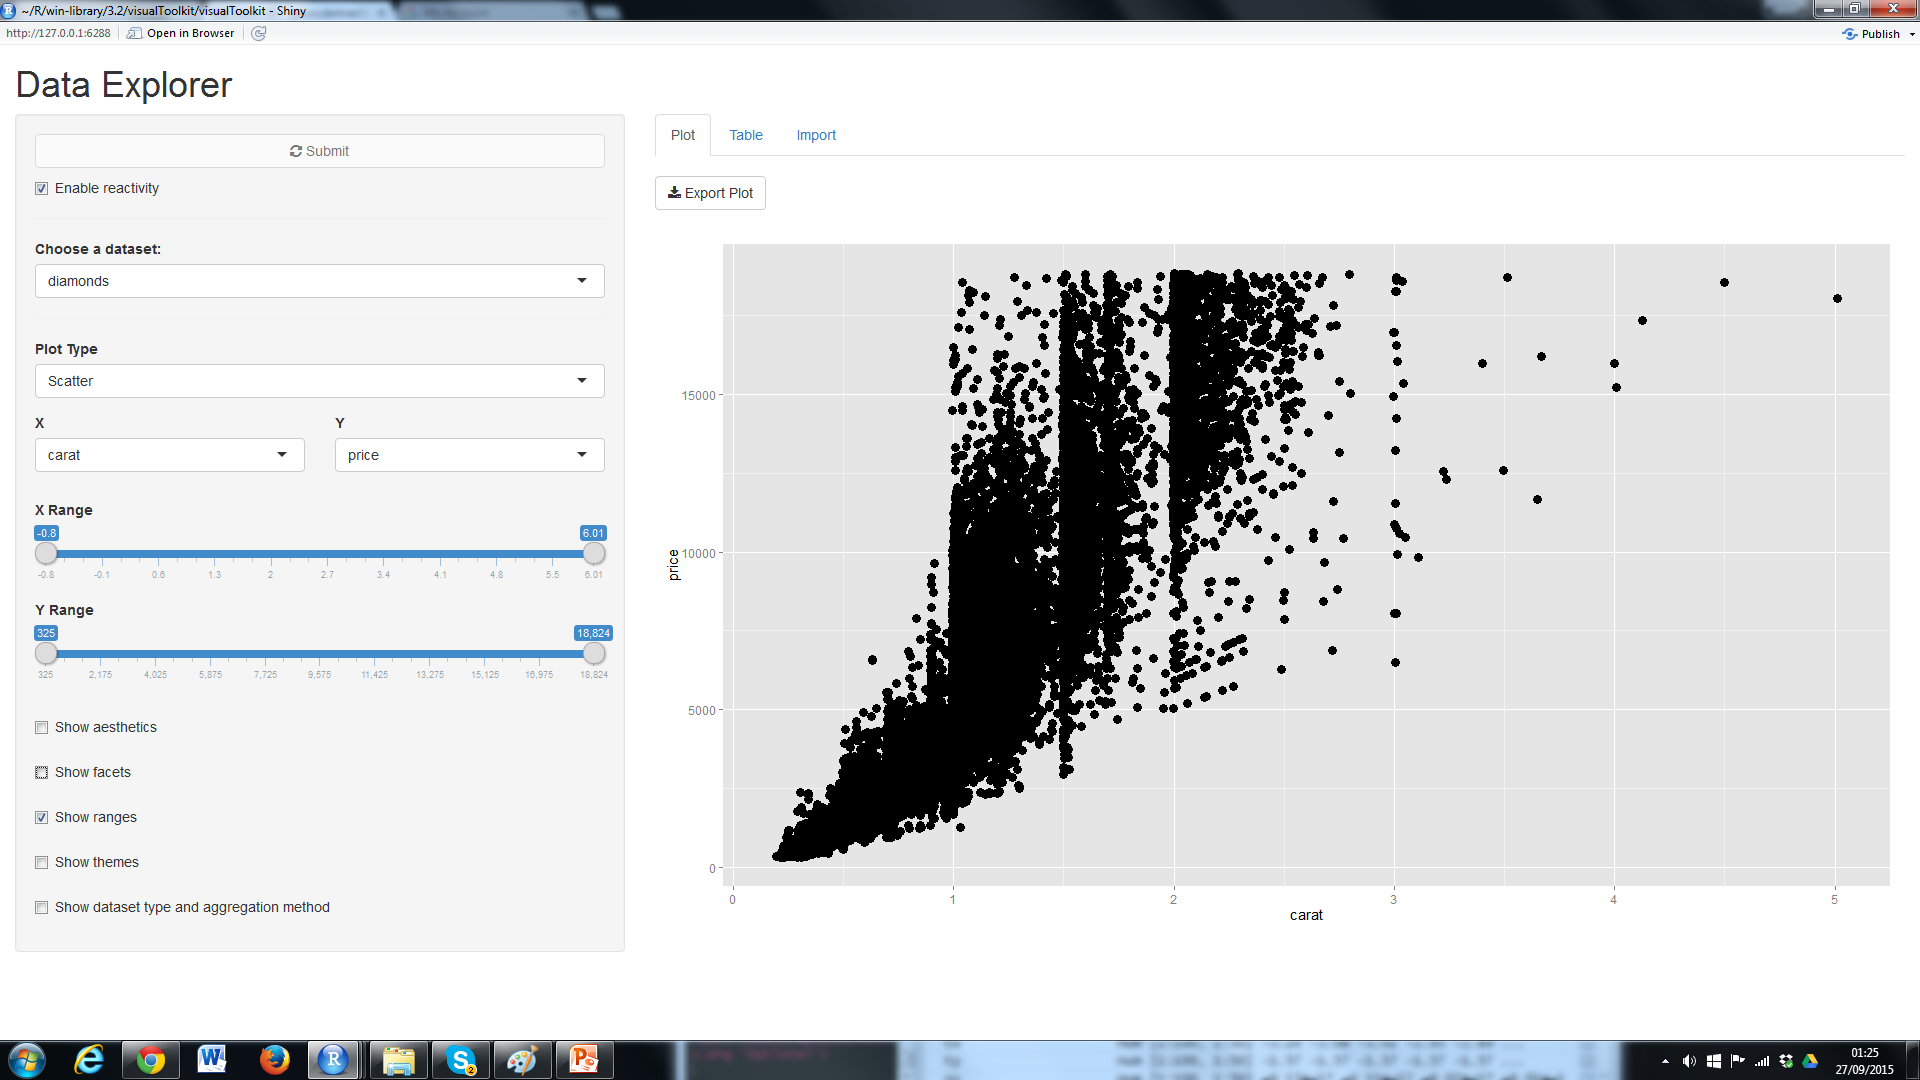 ~/R/win-library/3.2/visualToolkit/visualToolkit - Shiny
http://127.0.0.1:6288
Open in Browser
Publish
Data Explorer
Submit
Enable reactivity
Choose a dataset:
diamonds
Plot Type
Scatter
X
Y
carat
price
X Range
-0.8
6.01
-0.8 -0.1 0.6 1.3 2 2.7 3.4 4.1 4.8 5.5 6.01
Y Range
325
18,824
325 2,175 4,025 5,875 7,725 9,575 11,425 13,275 15,125 16,975 18,824
Show aesthetics
Show facets
Show ranges
Show themes
Show dataset type and aggregation method
Plot
Table
Import
Export Plot
15000
10000
5000
0
price
0 1 2 3 4 5
carat
01:25
27/09/2015